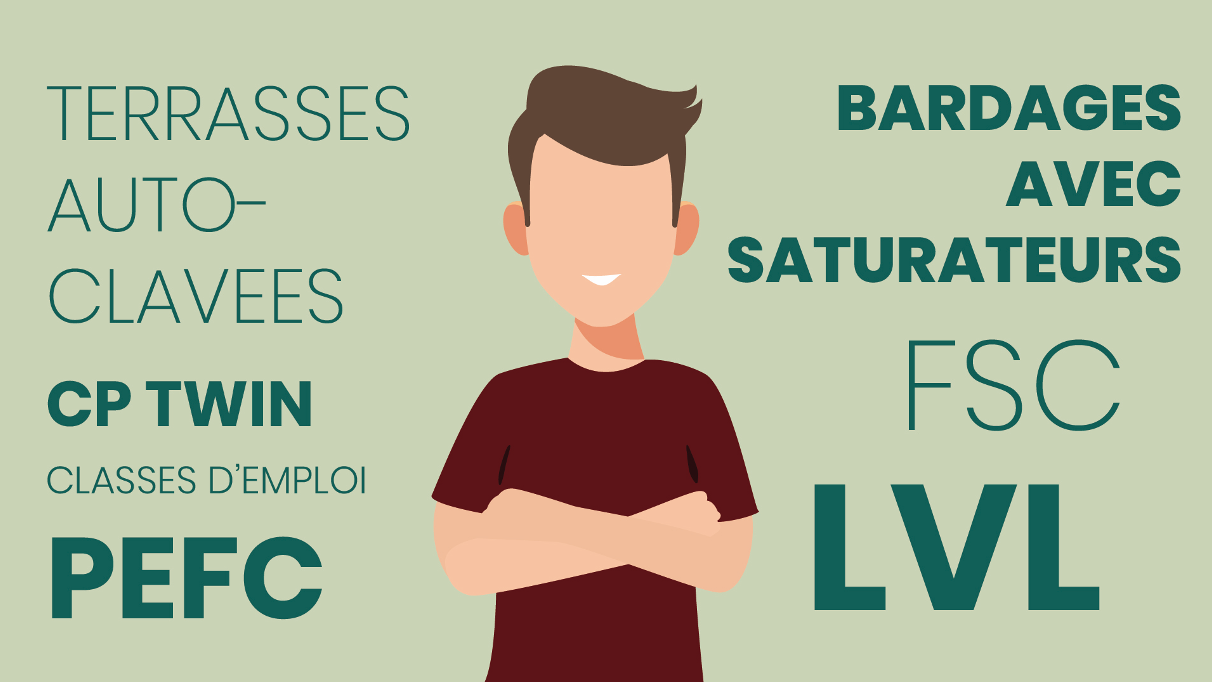 TERRASSES
AUTO-
CLAVEES
CP TWIN
CLASSES D'EMPLOI
PEFC
BARDAGES
AVEC
SATURATEURS
FSC
LVL